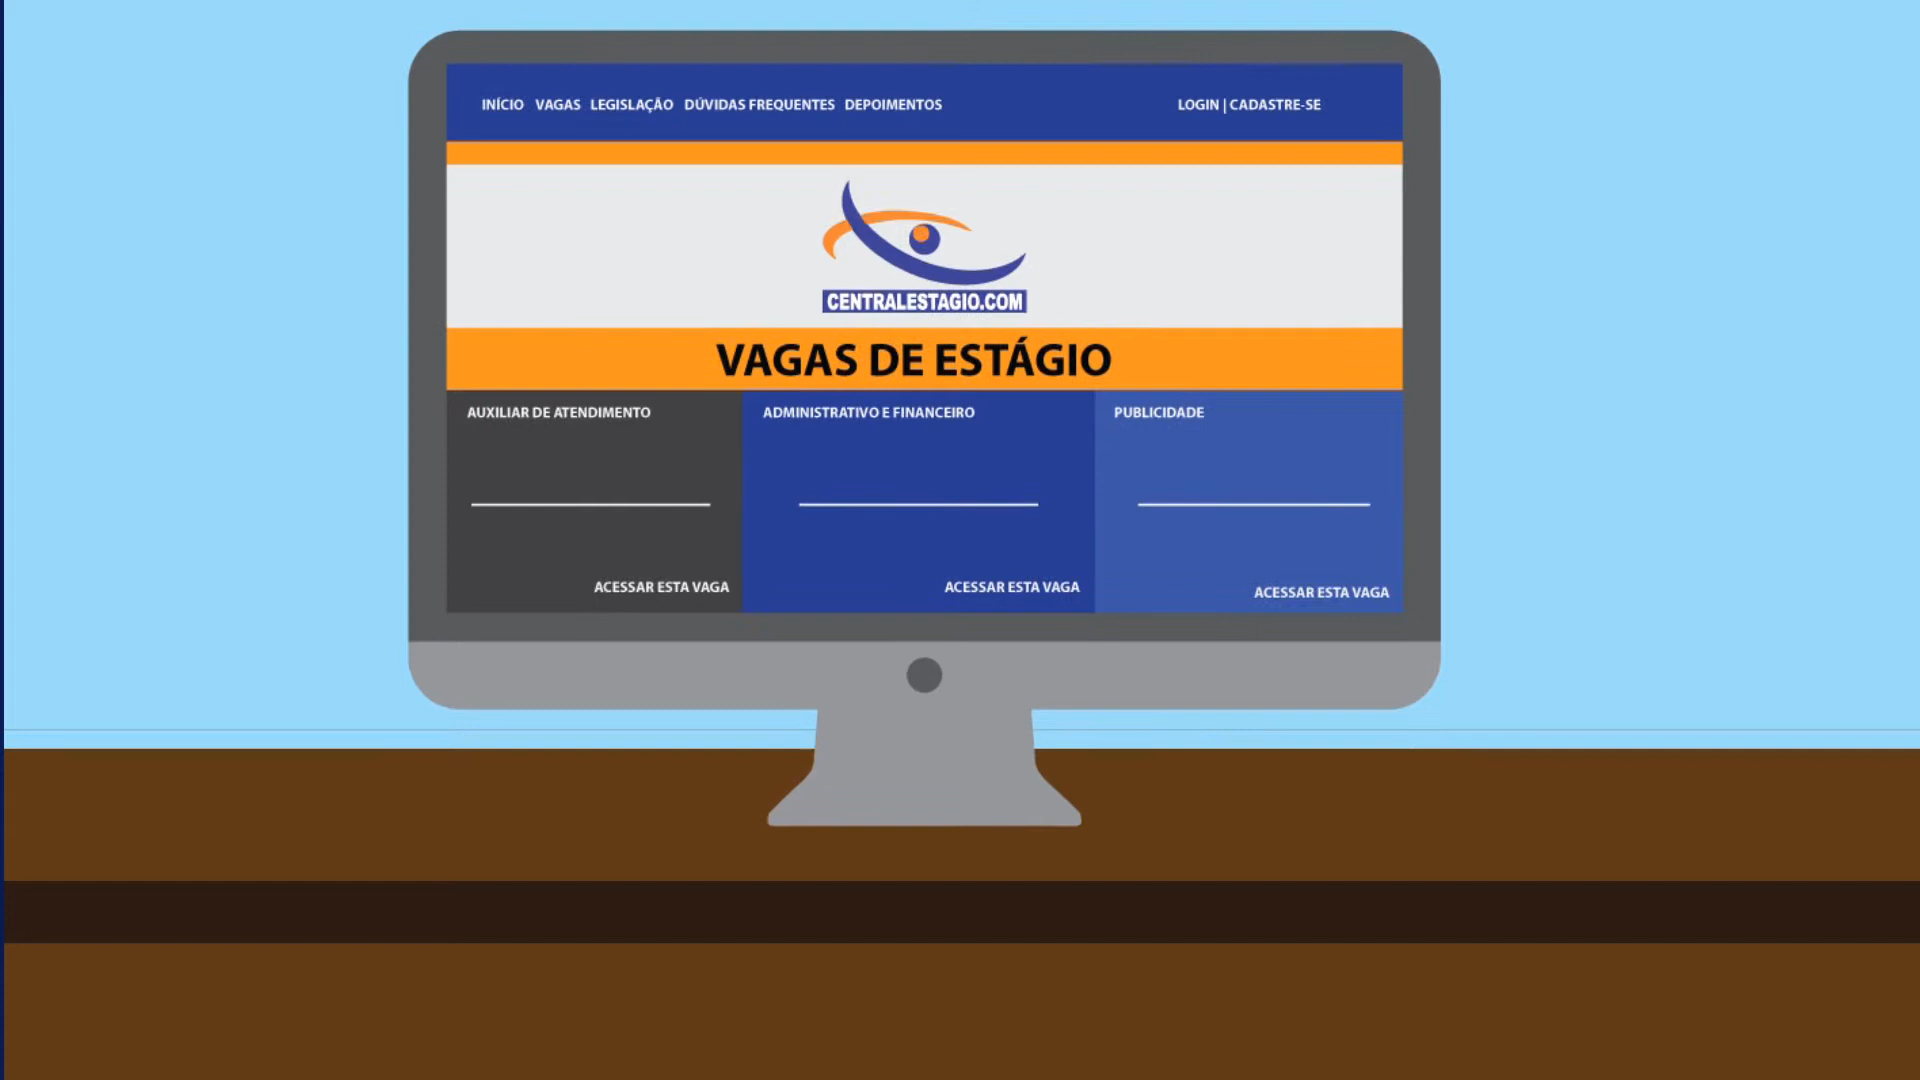 INÍCIO VAGAS LEGISLAÇÃO DÚVIDAS FREQUENTES DEPOIMENTOS LOGIN | CADASTRE-SE
CENTRALESTAGIO.COM
VAGAS DE ESTÁGIO
AUXILIAR DE ATENDIMENTO ADMINISTRATIVO E FINANCEIRO PUBLICIDADE
ACESSAR ESTA VAGA ACESSAR ESTA VAGA ACESSAR ESTA VAGA